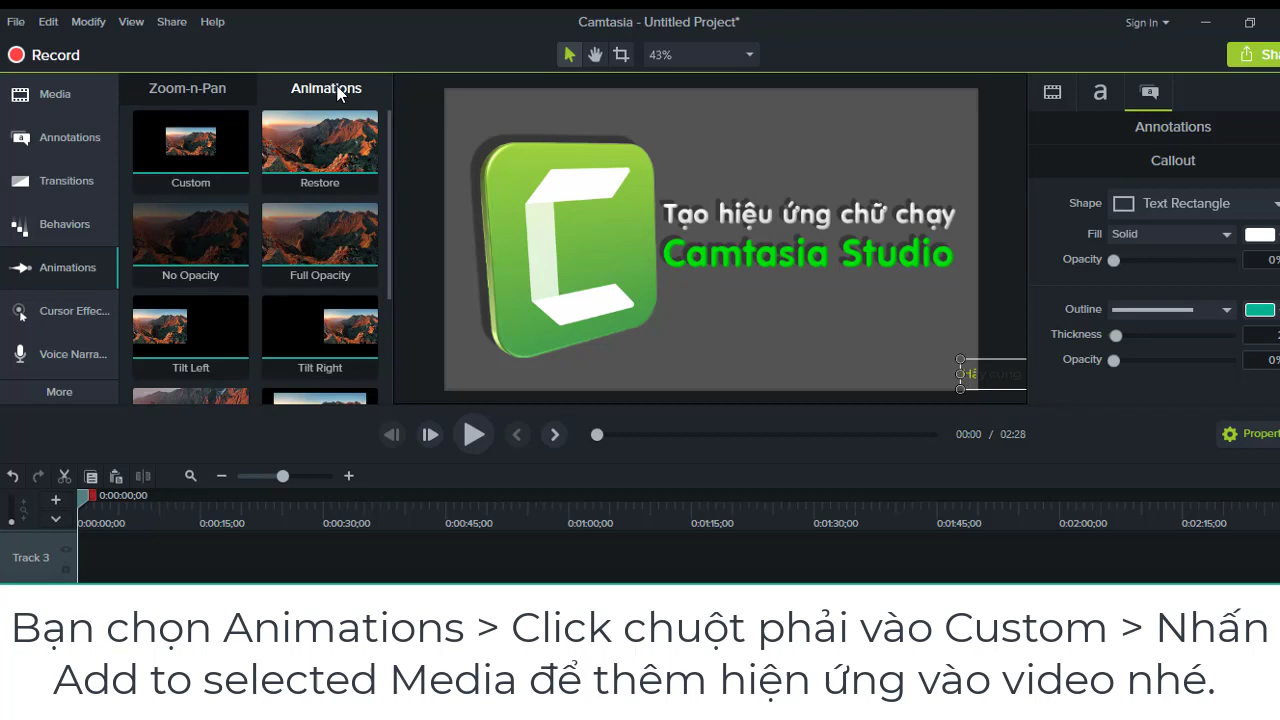 File Edit Modify View Share Help
Camtasia - Untitled Project*
Sign In
Record
43%
Media
Annotations
Transitions
Behaviors
Animations
Cursor Effec...
Voice Narra...
More
Zoom-n-Pan
Animations
Custom
Restore
No Opacity
Full Opacity
Tilt Left
Tilt Right
Tạo hiệu ứng chữ chạy
Camtasia Studio
a
Annotations
Callout
Shape Text Rectangle
Fill Solid
Opacity 0%
Outline
Thickness
Opacity 0%
00:00 / 02:28
0:00:00;00
0:00:00;00 0:00:15;00 0:00:30;00 0:00:45;00 0:01:00;00 0:01:15;00 0:01:30;00 0:01:45;00 0:02:00;00 0:02:15;00
Track 3
Bạn chọn Animations > Click chuột phải vào Custom > Nhấn
Add to selected Media để thêm hiện ứng vào video nhé.